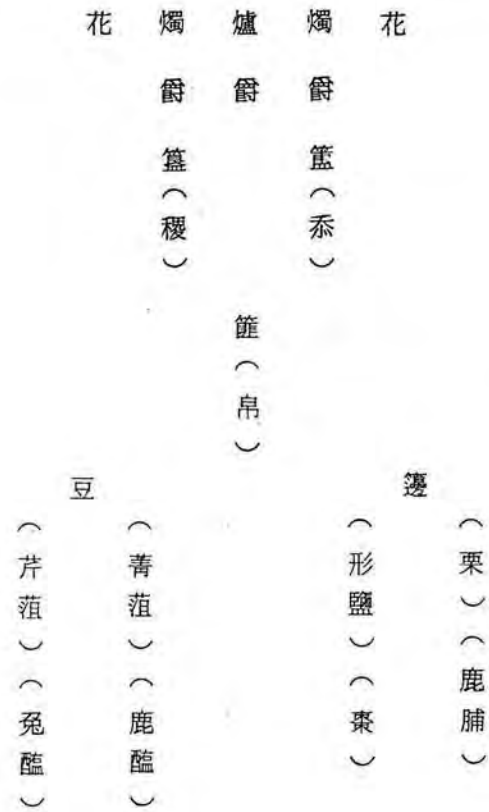 花
燭 爵 簠（忝）
爐 爵 篚（帛）
燭 爵 簋（稷）
花
籩
（栗）（鹿脯）
（形鹽）（棗）
豆
（菁菹）（鹿醢）
（芹菹）（兔醢）